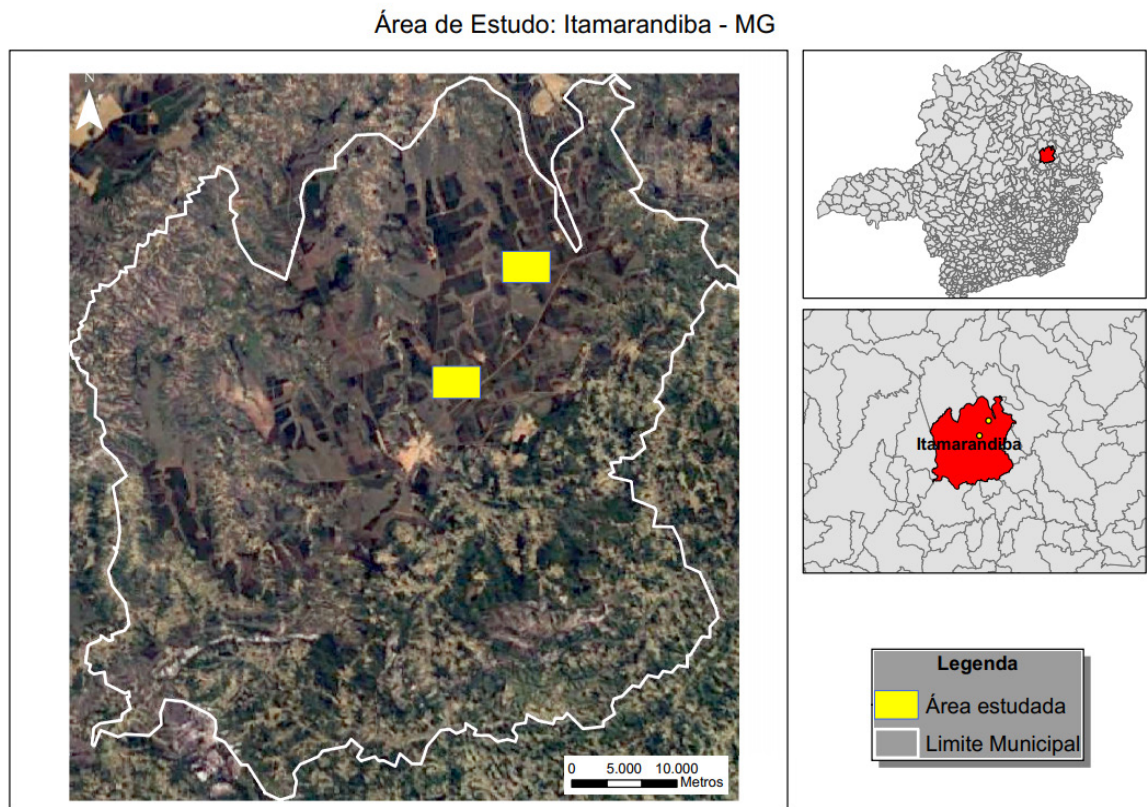 Área de Estudo: Itamarandiba - MG
N
Itamarandiba
0 5.000 10.000
Metros
Legenda
Área estudada
Limite Municipal